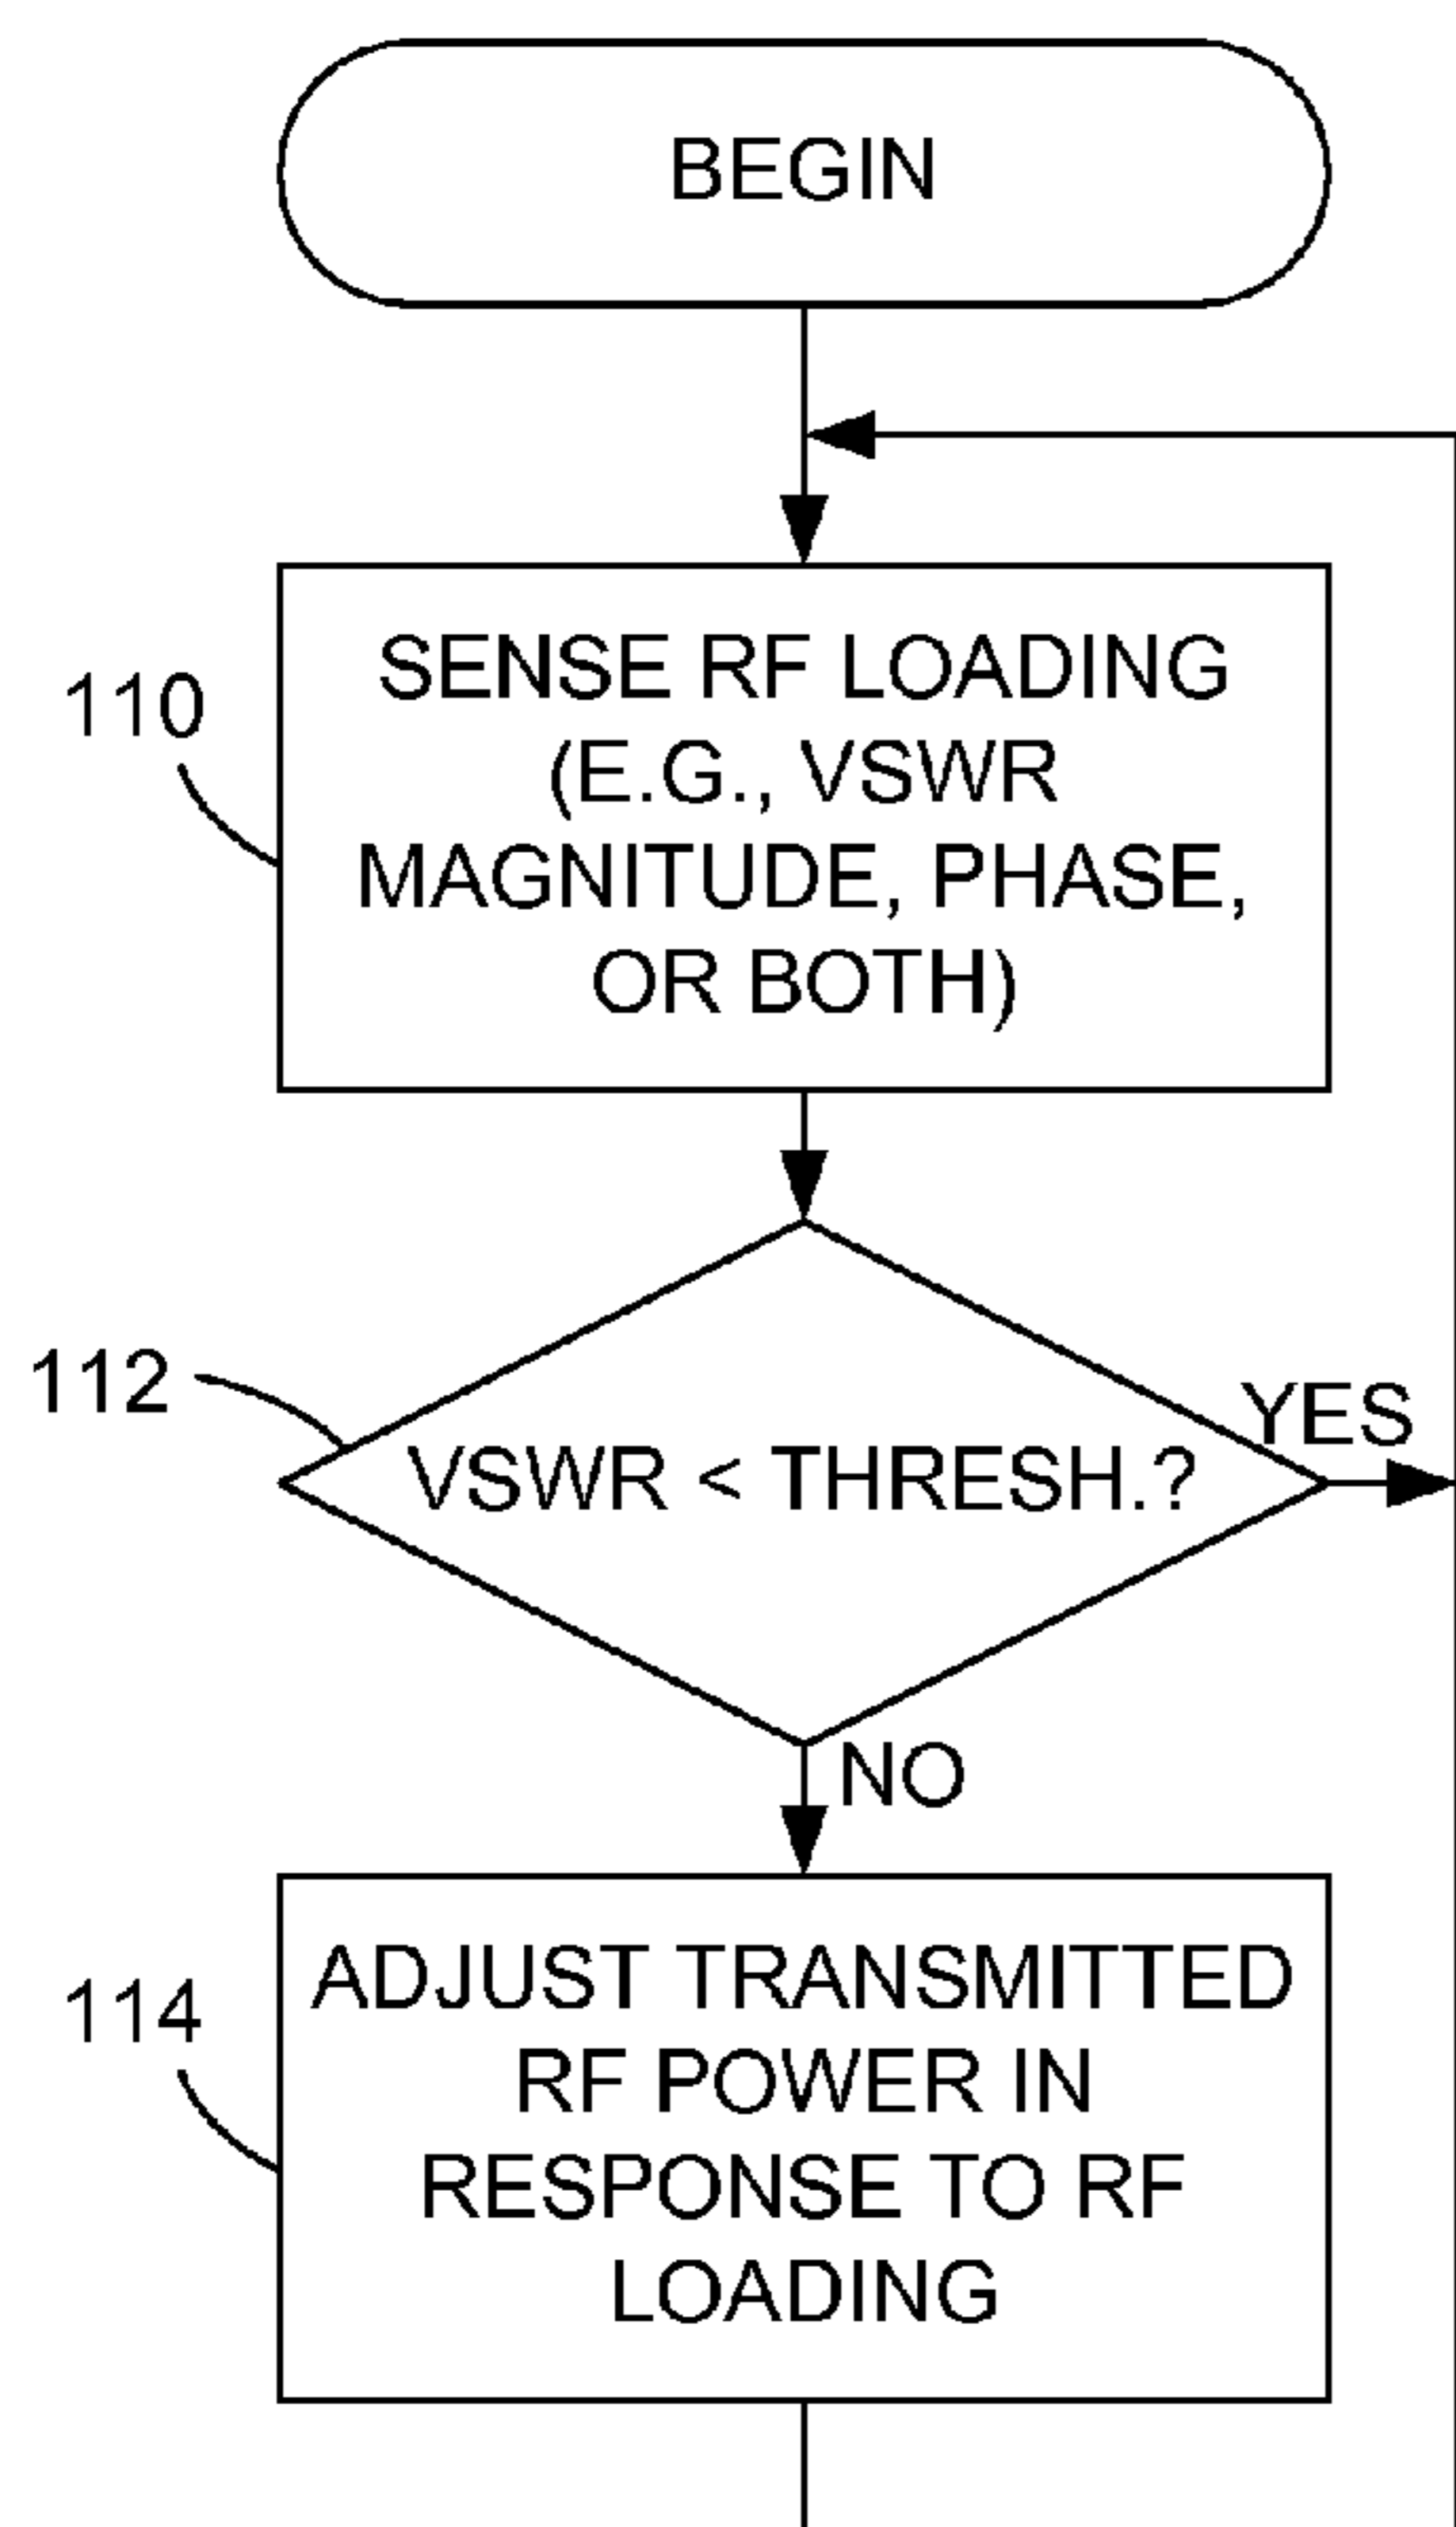 BEGIN
110
SENSE RF LOADING
(E.G., VSWR
MAGNITUDE, PHASE,
OR BOTH)
112
VSWR < THRESH.?
YES
NO
114
ADJUST TRANSMITTED
RF POWER IN
RESPONSE TO RF
LOADING